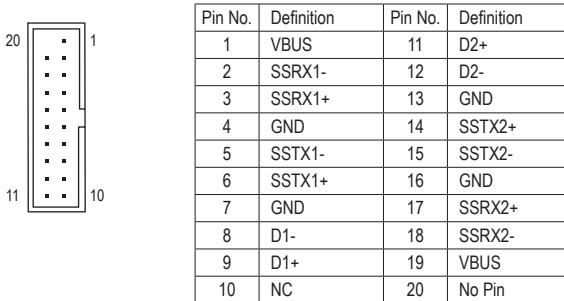 20 1
11 10
Pin No. Definition Pin No. Definition
1 VBUS 11 D2+
2 SSRX1- 12 D2-
3 SSRX1+ 13 GND
4 GND 14 SSTX2+
5 SSTX1- 15 SSTX2-
6 SSTX1+ 16 GND
7 GND 17 SSRX2+
8 D1- 18 SSRX2-
9 D1+ 19 VBUS
10 NC 20 No Pin